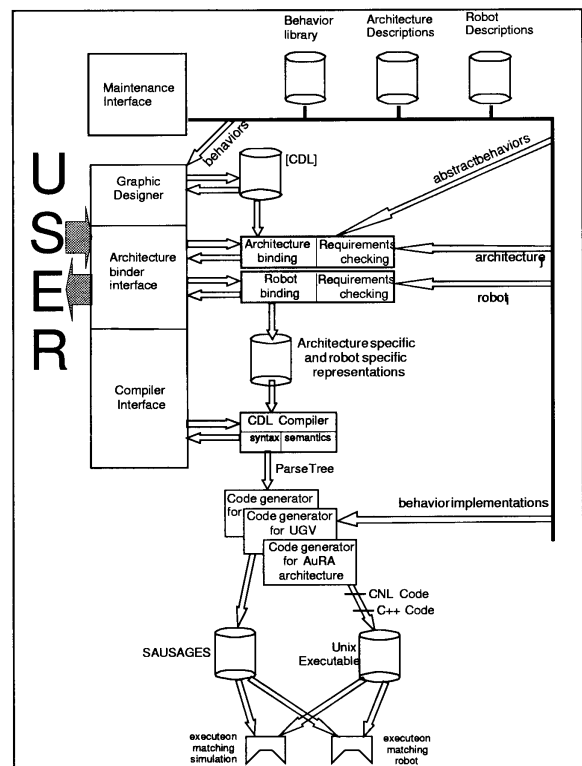 Behavior
library
Architecture
Descriptions
Robot
Descriptions
Maintenance
Interface
behaviors
[CDL]
abstractbehaviors
USER
Graphic
Designer
Architecture
binder
interface
Compiler
Interface
Architecture
binding
Requirements
checking
architecture
Robot
binding
Requirements
checking
robot
Architecture specific
and robot specific
representations
CDL Compiler
syntax
semantics
ParseTree
Code generator
for
Code generator
for UGV
Code generator
for AuRA
architecture
behaviorimplementations
CNL Code
C++ Code
SAUSAGES
Unix
Executable
executeon
matching
simulation
executeon
matching
robot